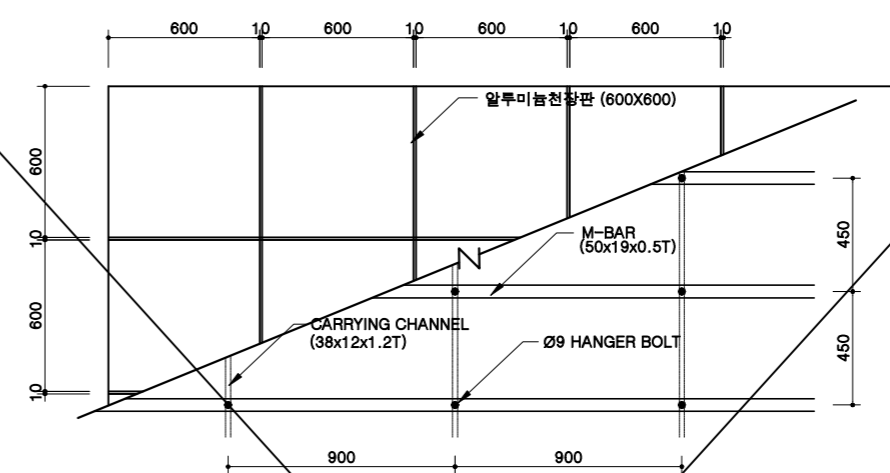 600 10 600 10 600 10 600 10
알루미늄천장판 (600X600)
600
10
M-BAR
(50x19x0.5T)
450
600
CARRYING CHANNEL
(38x12x1.2T)
Ø9 HANGER BOLT
450
10
900 900